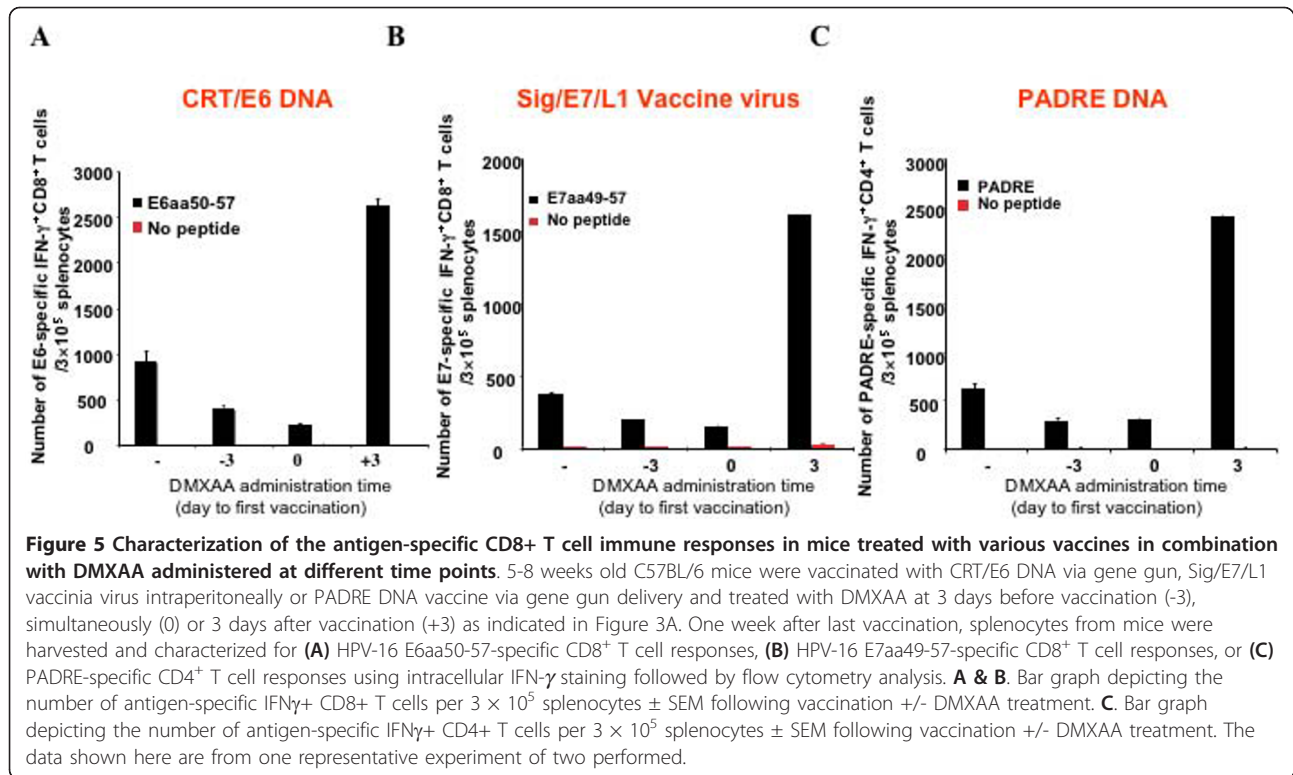 A
B
C
CRT/E6 DNA
Sig/E7/L1 Vaccine virus
PADRE DNA
Number of E6-specific IFN-γ⁺CD8⁺ T cells
/3×10⁵ splenocytes
3000
2500
2000
1500
1000
500
0
E6aa50-57
No peptide
-
-3
0
+3
DMXAA administration time
(day to first vaccination)
Number of E7-specific IFN-γ⁺CD8⁺ T cells
/3×10⁵ splenocytes
2000
1500
1000
500
0
E7aa49-57
No peptide
-
-3
0
3
DMXAA administration time
(day to first vaccination)
Number of PADRE-specific IFN-γ⁺CD4⁺ T cells
/3×10⁵ splenocytes
3000
2500
2000
1500
1000
500
0
PADRE
No peptide
-
-3
0
3
DMXAA administration time
(day to first vaccination)
Figure 5 Characterization of the antigen-specific CD8+ T cell immune responses in mice treated with various vaccines in combination
with DMXAA administered at different time points. 5-8 weeks old C57BL/6 mice were vaccinated with CRT/E6 DNA via gene gun, Sig/E7/L1
vaccinia virus intraperitoneally or PADRE DNA vaccine via gene gun delivery and treated with DMXAA at 3 days before vaccination (-3),
simultaneously (0) or 3 days after vaccination (+3) as indicated in Figure 3A. One week after last vaccination, splenocytes from mice were
harvested and characterized for (A) HPV-16 E6aa50-57-specific CD8⁺ T cell responses, (B) HPV-16 E7aa49-57-specific CD8⁺ T cell responses, or (C)
PADRE-specific CD4⁺ T cell responses using intracellular IFN-γ staining followed by flow cytometry analysis. A & B. Bar graph depicting the
number of antigen-specific IFNγ+ CD8+ T cells per 3 × 10⁵ splenocytes ± SEM following vaccination +/- DMXAA treatment. C. Bar graph
depicting the number of antigen-specific IFNγ+ CD4+ T cells per 3 × 10⁵ splenocytes ± SEM following vaccination +/- DMXAA treatment. The
data shown here are from one representative experiment of two performed.